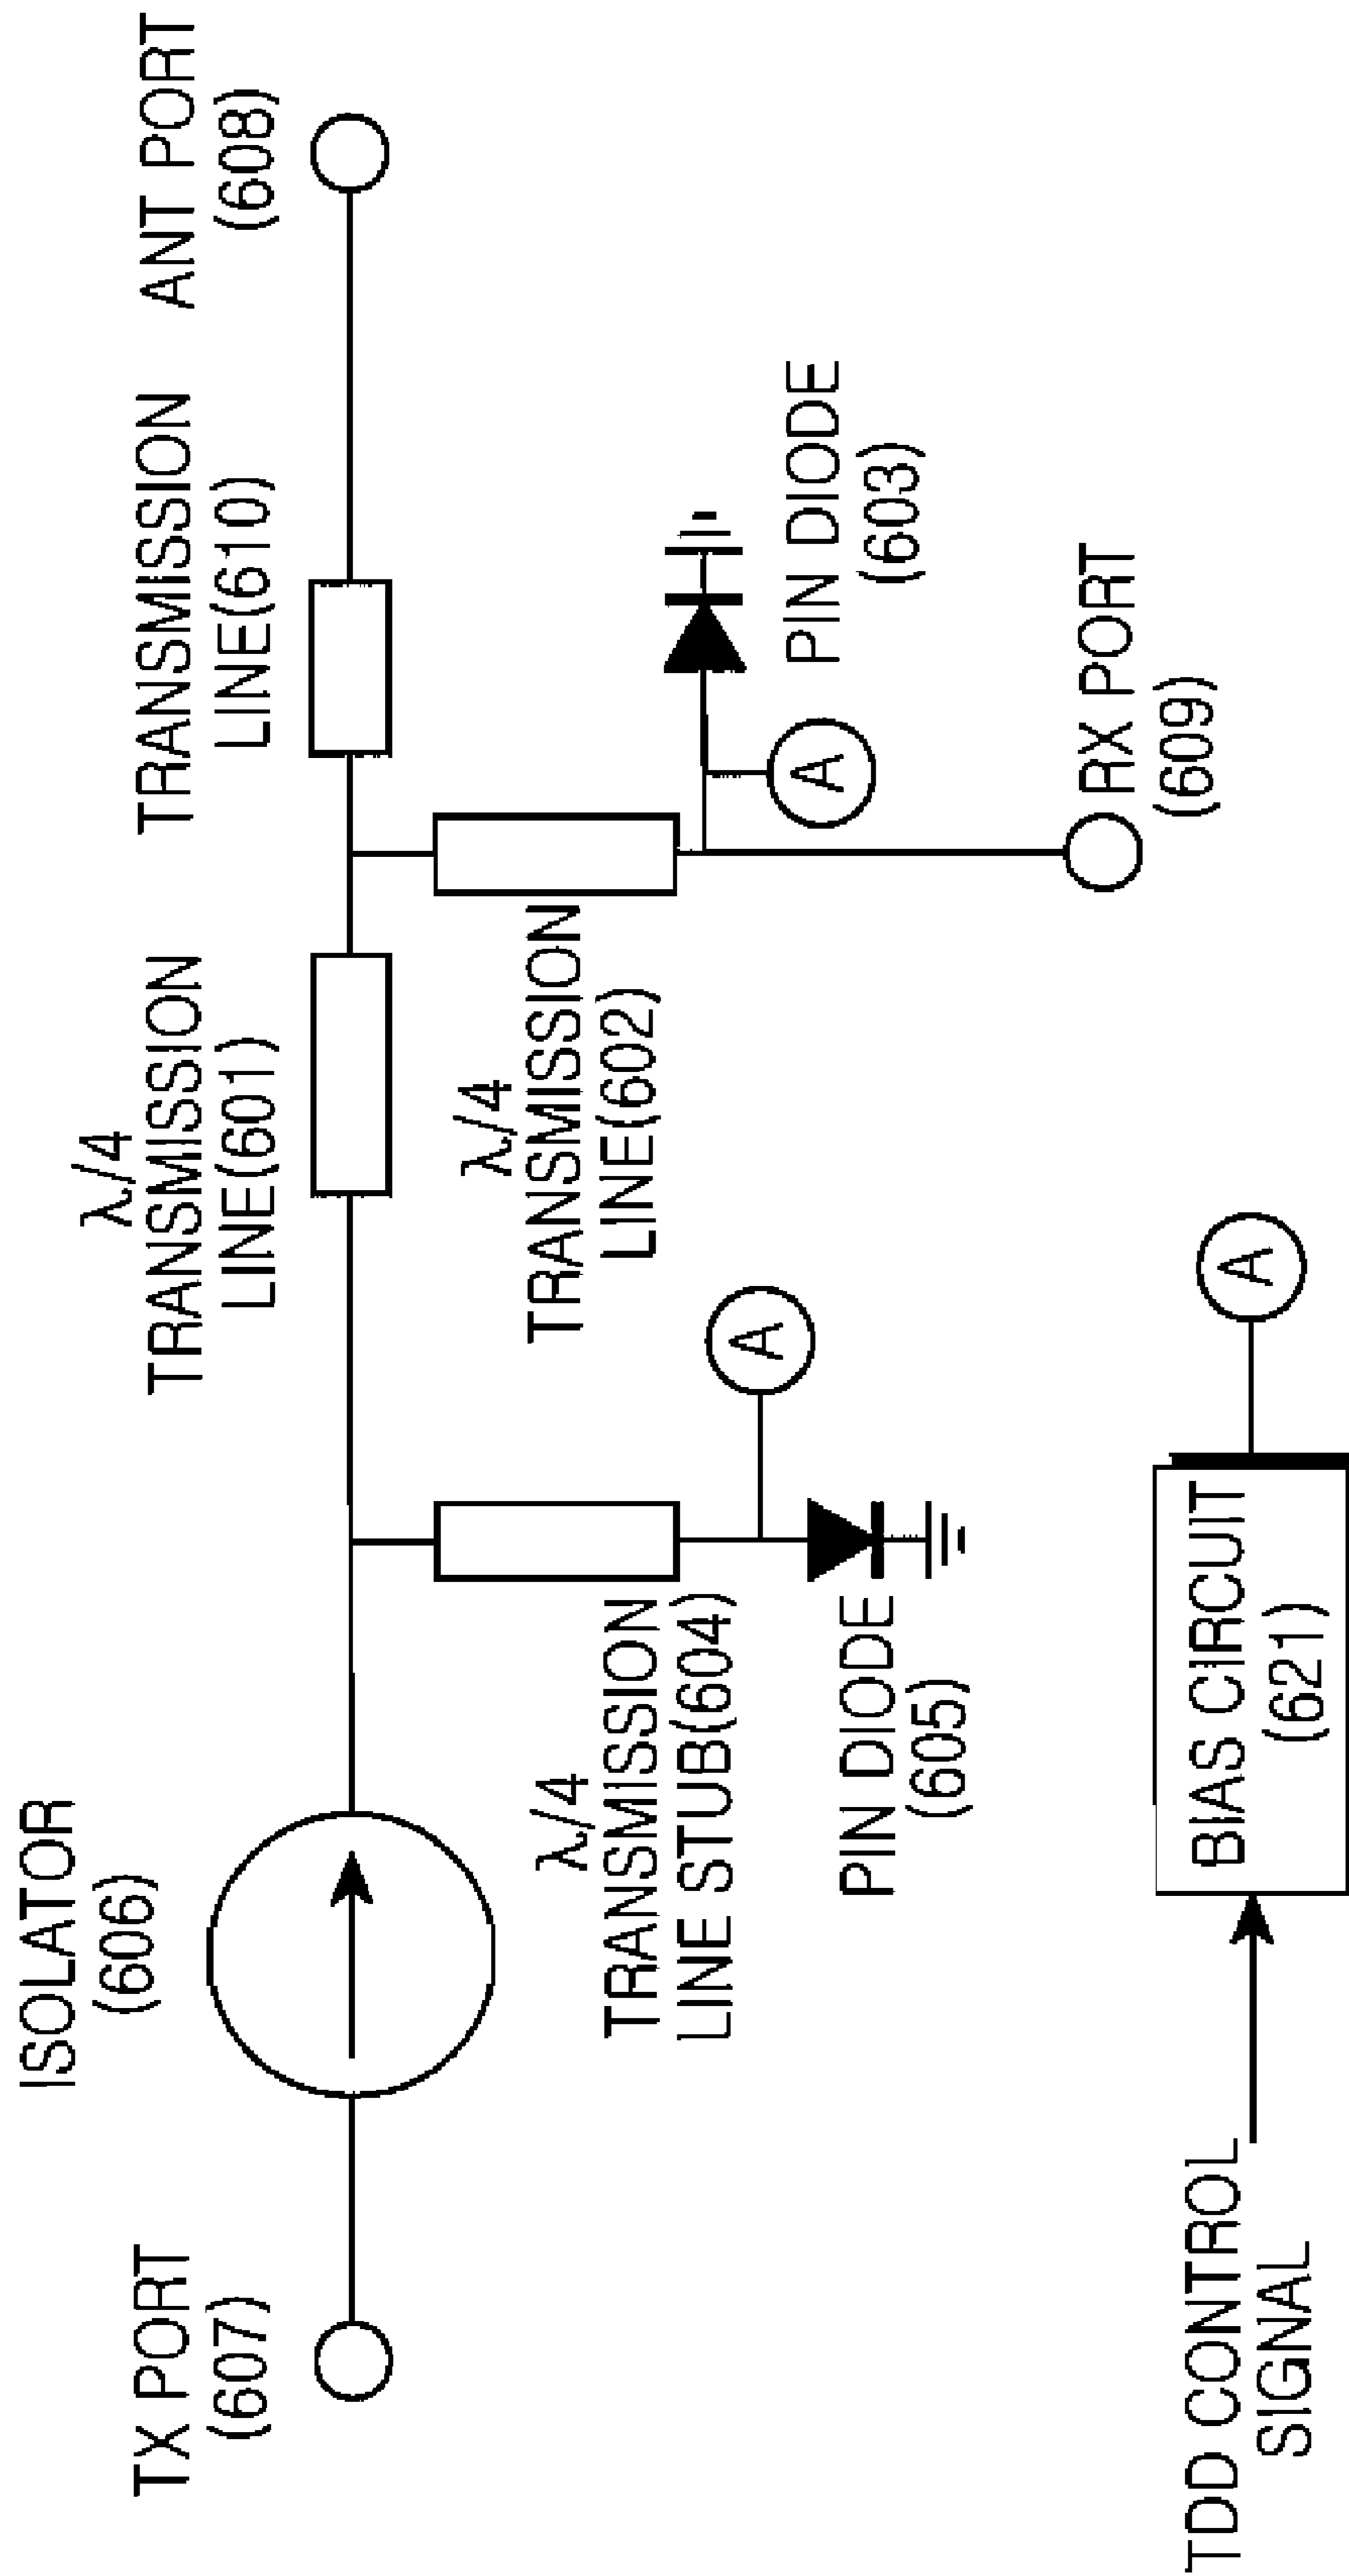 ISOLATOR
(606)
TX PORT
(607)
λ/4
TRANSMISSION
LINE(601)
TRANSMISSION
LINE(610)
ANT PORT
(608)
λ/4
TRANSMISSION
LINE STUB(604)
λ/4
TRANSMISSION
LINE(602)
A
PIN DIODE
(605)
A
PIN DIODE
(603)
RX PORT
(609)
TDD CONTROL
SIGNAL
BIAS CIRCUIT
(621)
A